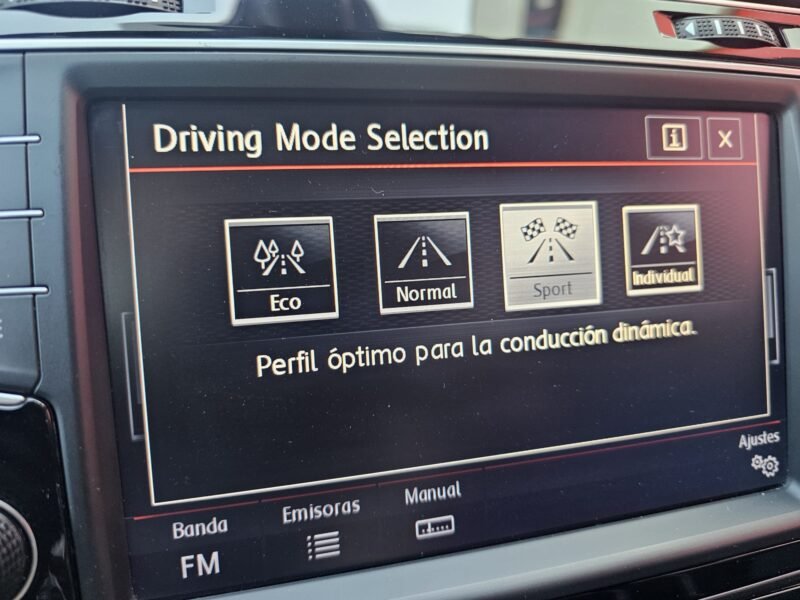 Driving Mode Selection
i
X
Eco
Normal
Sport
Individual
Perfil óptimo para la conducción dinámica.
Ajustes
Banda
Emisoras
Manual
FM